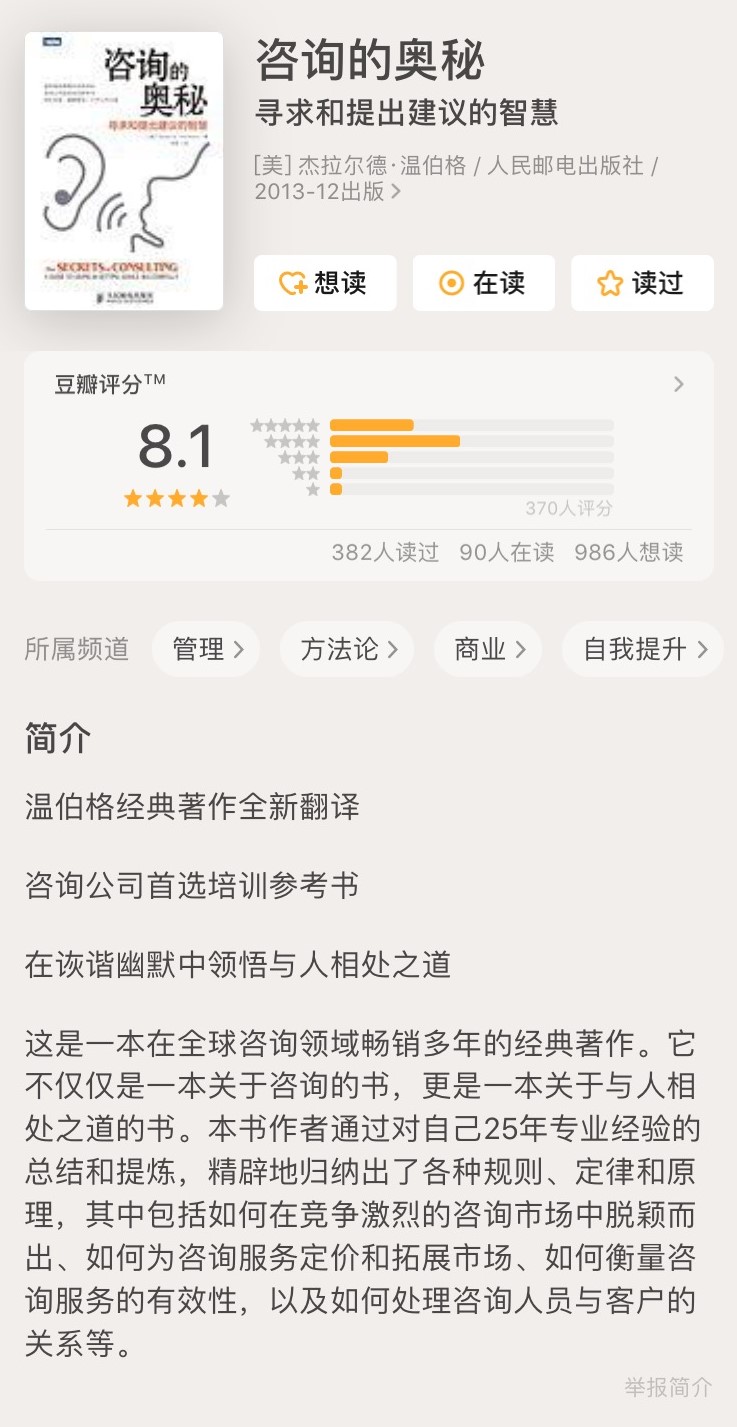 咨询的
奥秘
寻求和提出建议的智慧
The SECRETS of CONSULTING
人民邮电出版社
咨询的奥秘
寻求和提出建议的智慧
[美] 杰拉尔德·温伯格 / 人民邮电出版社 /
2013-12出版
想读 在读 读过
豆瓣评分TM
8.1
370人评分
382人读过 90人在读 986人想读
所属频道 管理 方法论 商业 自我提升
简介
温伯格经典著作全新翻译
咨询公司首选培训参考书
在诙谐幽默中领悟与人相处之道
这是一本在全球咨询领域畅销多年的经典著作。它
不仅仅是一本关于咨询的书，更是一本关于与人相
处之道的书。本书作者通过对自己25年专业经验的
总结和提炼，精辟地归纳出了各种规则、定律和原
理，其中包括如何在竞争激烈的咨询市场中脱颖而
出、如何为咨询服务定价和拓展市场、如何衡量咨
询服务的有效性，以及如何处理咨询人员与客户的
关系等。
举报简介